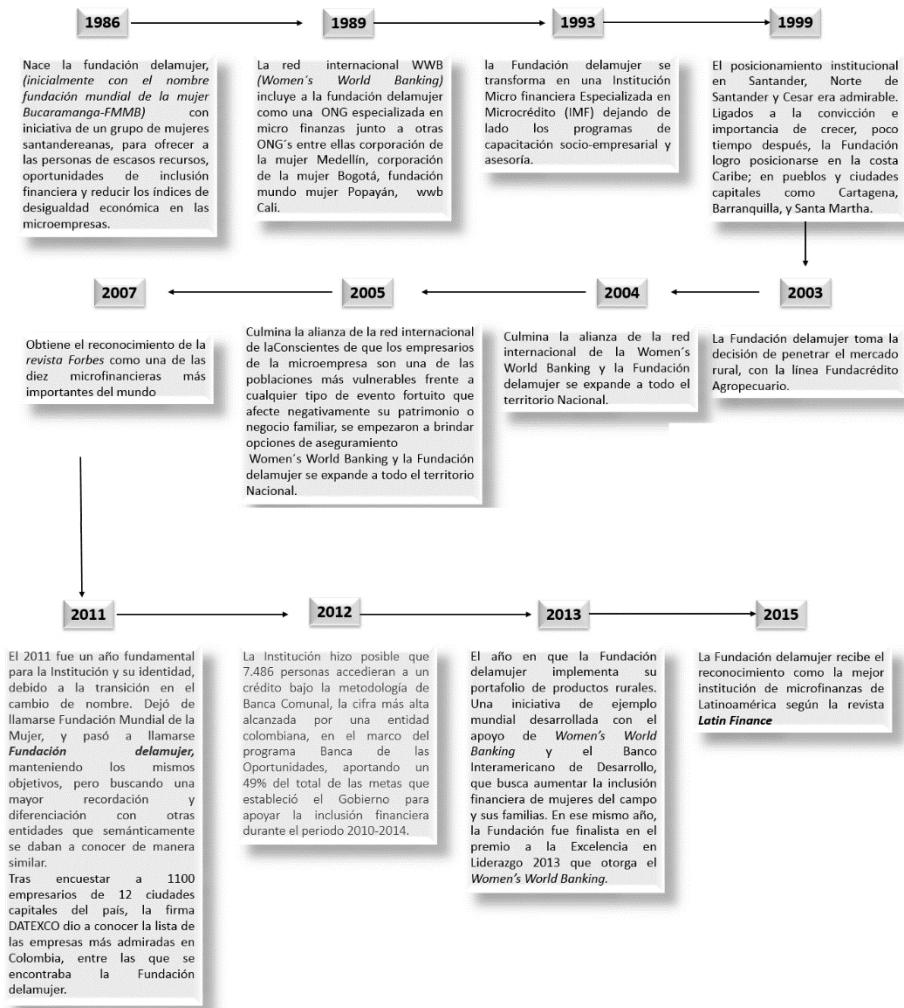 1986
Nace la fundación delamujer,
(inicialmente con el nombre
fundación mundial de la mujer
Bucaramanga-FMMB) con
iniciativa de un grupo de mujeres
santandereanas, para ofrecer a
las personas de escasos recursos,
oportunidades de inclusión
financiera y reducir los índices de
desigualdad económica en las
microempresas.
1989
La red internacional WWB
(Women´s World Banking)
incluye a la fundación delamujer
como una ONG especializada en
micro finanzas junto a otras
ONG´s entre ellas corporación de
la mujer Medellín, corporación
de la mujer Bogotá, fundación
mundo mujer Popayán, wwb
Cali.
1993
la Fundación delamujer se
transforma en una Institución
Micro financiera Especializada en
Microcrédito (IMF) dejando de
lado los programas de
capacitación socio-empresarial y
asesoría.
1999
El posicionamiento institucional
en Santander, Norte de
Santander y Cesar era admirable.
Ligados a la convicción e
importancia de crecer, poco
tiempo después, la Fundación
logro posicionarse en la costa
Caribe; en pueblos y ciudades
capitales como Cartagena,
Barranquilla, y Santa Martha.
2003
La Fundación delamujer toma la
decisión de penetrar el mercado
rural, con la línea Fundacrédito
Agropecuario.
2004
Culmina la alianza de la red
internacional de la Women´s
World Banking y la Fundación
delamujer se expande a todo el
territorio Nacional.
2005
Culmina la alianza de la red internacional
de laConscientes de que los empresarios
de la microempresa son una de las
poblaciones más vulnerables frente a
cualquier tipo de evento fortuito que
afecte negativamente su patrimonio o
negocio familiar, se empezaron a brindar
opciones de aseguramiento
Women´s World Banking y la Fundación
delamujer se expande a todo el territorio
Nacional.
2007
Obtiene el reconocimiento de la
revista Forbes como una de las
diez microfinancieras más
importantes del mundo
2011
El 2011 fue un año fundamental
para la Institución y su identidad,
debido a la transición en el
cambio de nombre. Dejó de
llamarse Fundación Mundial de la
Mujer, y pasó a llamarse
Fundación delamujer,
manteniendo los mismos
objetivos, pero buscando una
mayor recordación y
diferenciación con otras
entidades que semánticamente
se daban a conocer de manera
similar.
Tras encuestar a 1100
empresarios de 12 ciudades
capitales del país, la firma
DATEXCO dio a conocer la lista de
las empresas más admiradas en
Colombia, entre las que se
encontraba la Fundación
delamujer.
2012
La Institución hizo posible que
7.486 personas accedieran a un
crédito bajo la metodología de
Banca Comunal, la cifra más alta
alcanzada por una entidad
colombiana, en el marco del
programa Banca de las
Oportunidades, aportando un
49% del total de las metas que
estableció el Gobierno para
apoyar la inclusión financiera
durante el periodo 2010-2014.
2013
El año en que la Fundación
delamujer implementa su
portafolio de productos rurales.
Una iniciativa de ejemplo
mundial desarrollada con el
apoyo de Women’s World
Banking y el Banco
Interamericano de Desarrollo,
que busca aumentar la inclusión
financiera de mujeres del campo
y sus familias. En ese mismo año,
la Fundación fue finalista en el
premio a la Excelencia en
Liderazgo 2013 que otorga el
Women’s World Banking.
2015
La Fundación delamujer recibe el
reconocimiento como la mejor
institución de microfinanzas de
Latinoamérica según la revista
Latin Finance